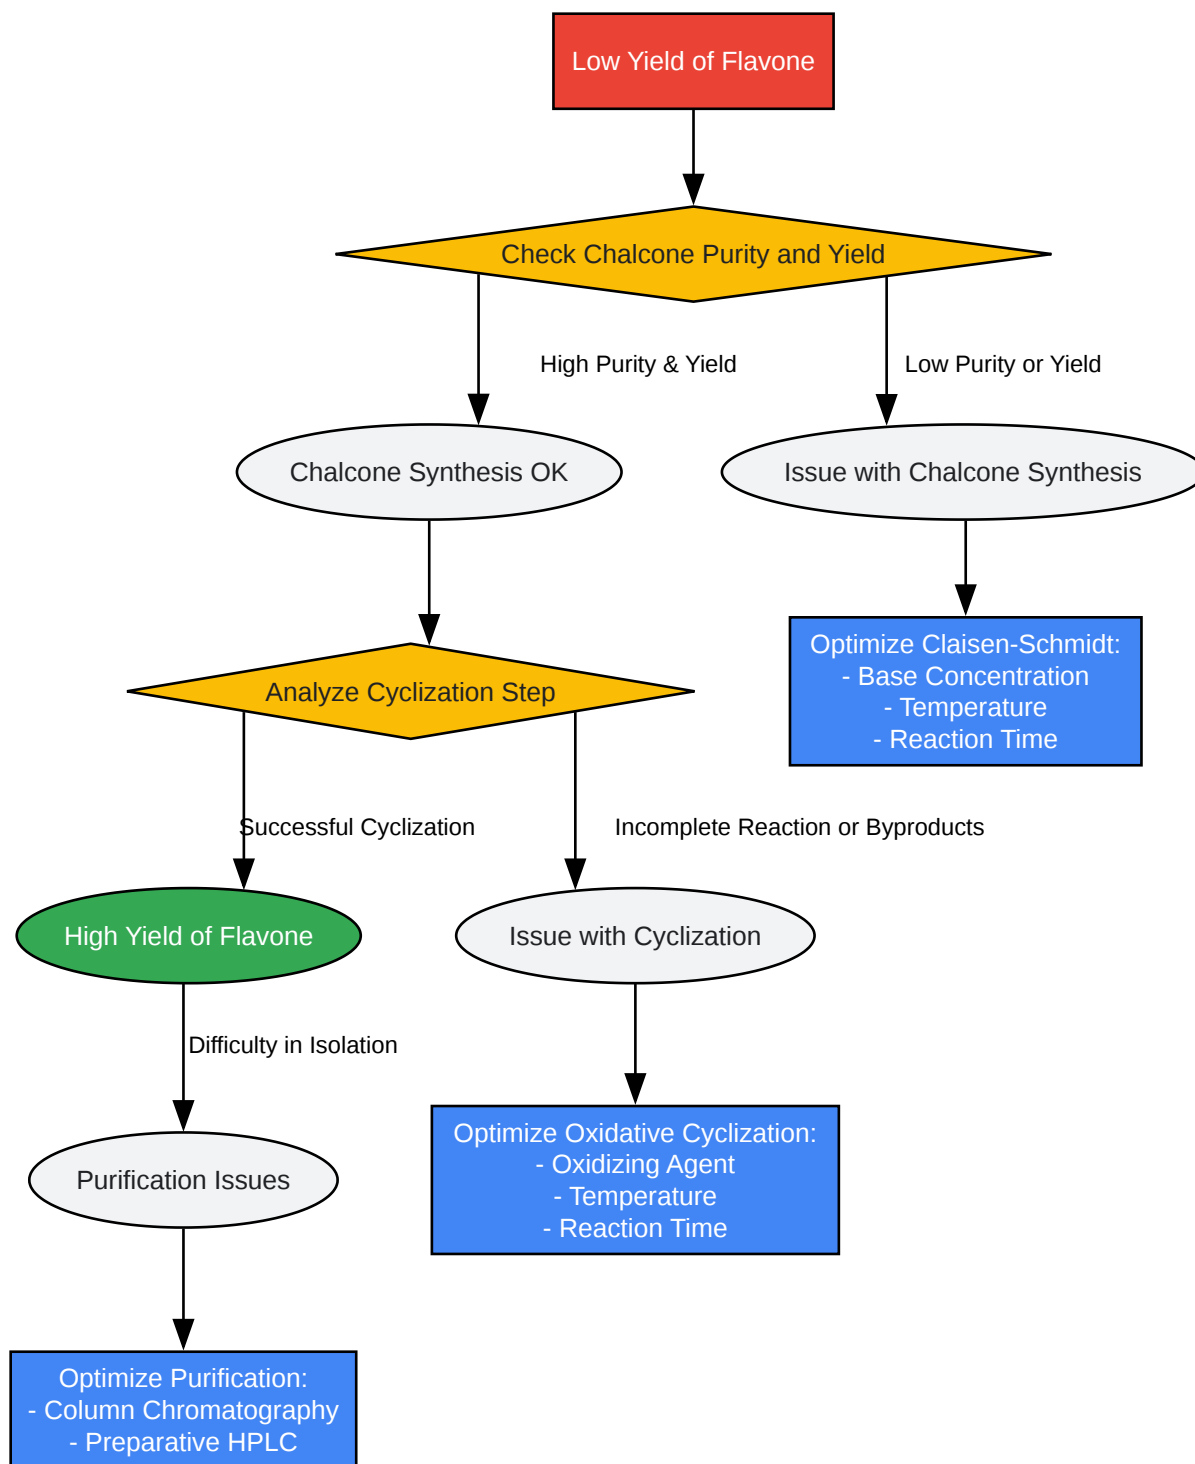 Low Yield of Flavone
Check Chalcone Purity and Yield
High Purity & Yield
Low Purity or Yield
Chalcone Synthesis OK
Issue with Chalcone Synthesis
Optimize Claisen-Schmidt:
- Base Concentration
- Temperature
- Reaction Time
Analyze Cyclization Step
Successful Cyclization
Incomplete Reaction or Byproducts
High Yield of Flavone
Issue with Cyclization
Difficulty in Isolation
Optimize Oxidative Cyclization:
- Oxidizing Agent
- Temperature
- Reaction Time
Purification Issues
Optimize Purification:
- Column Chromatography
- Preparative HPLC